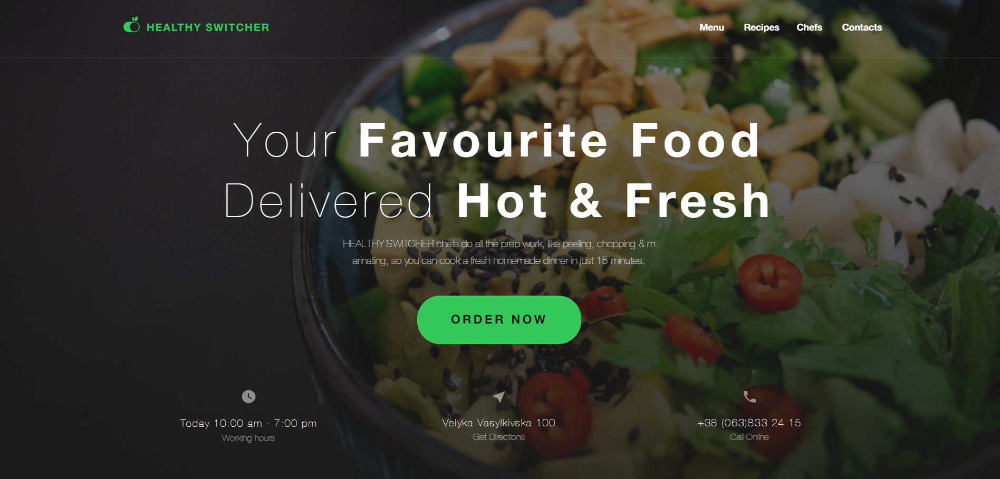 HEALTHY SWITCHER
Menu Recipes Chefs Contacts
Your Favourite Food
Delivered Hot & Fresh
HEALTHY SWITCHER chefs do all the prep work, like peeling, chopping & m
arinating, so you can cook a fresh homemade dinner in just 15 minutes.
ORDER NOW
Today 10:00 am - 7:00 pm
Working hours
Velyka Vasylkivska 100
Get Directions
+38 (063)833 24 15
Call Online